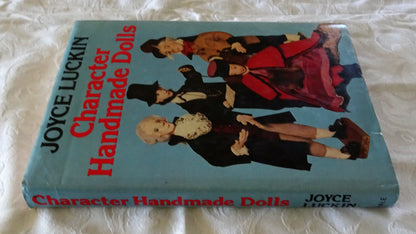 JOYCE LUCKIN
Character
Handmade Dolls
Character Handmade Dolls
JOYCE
LUCKIN